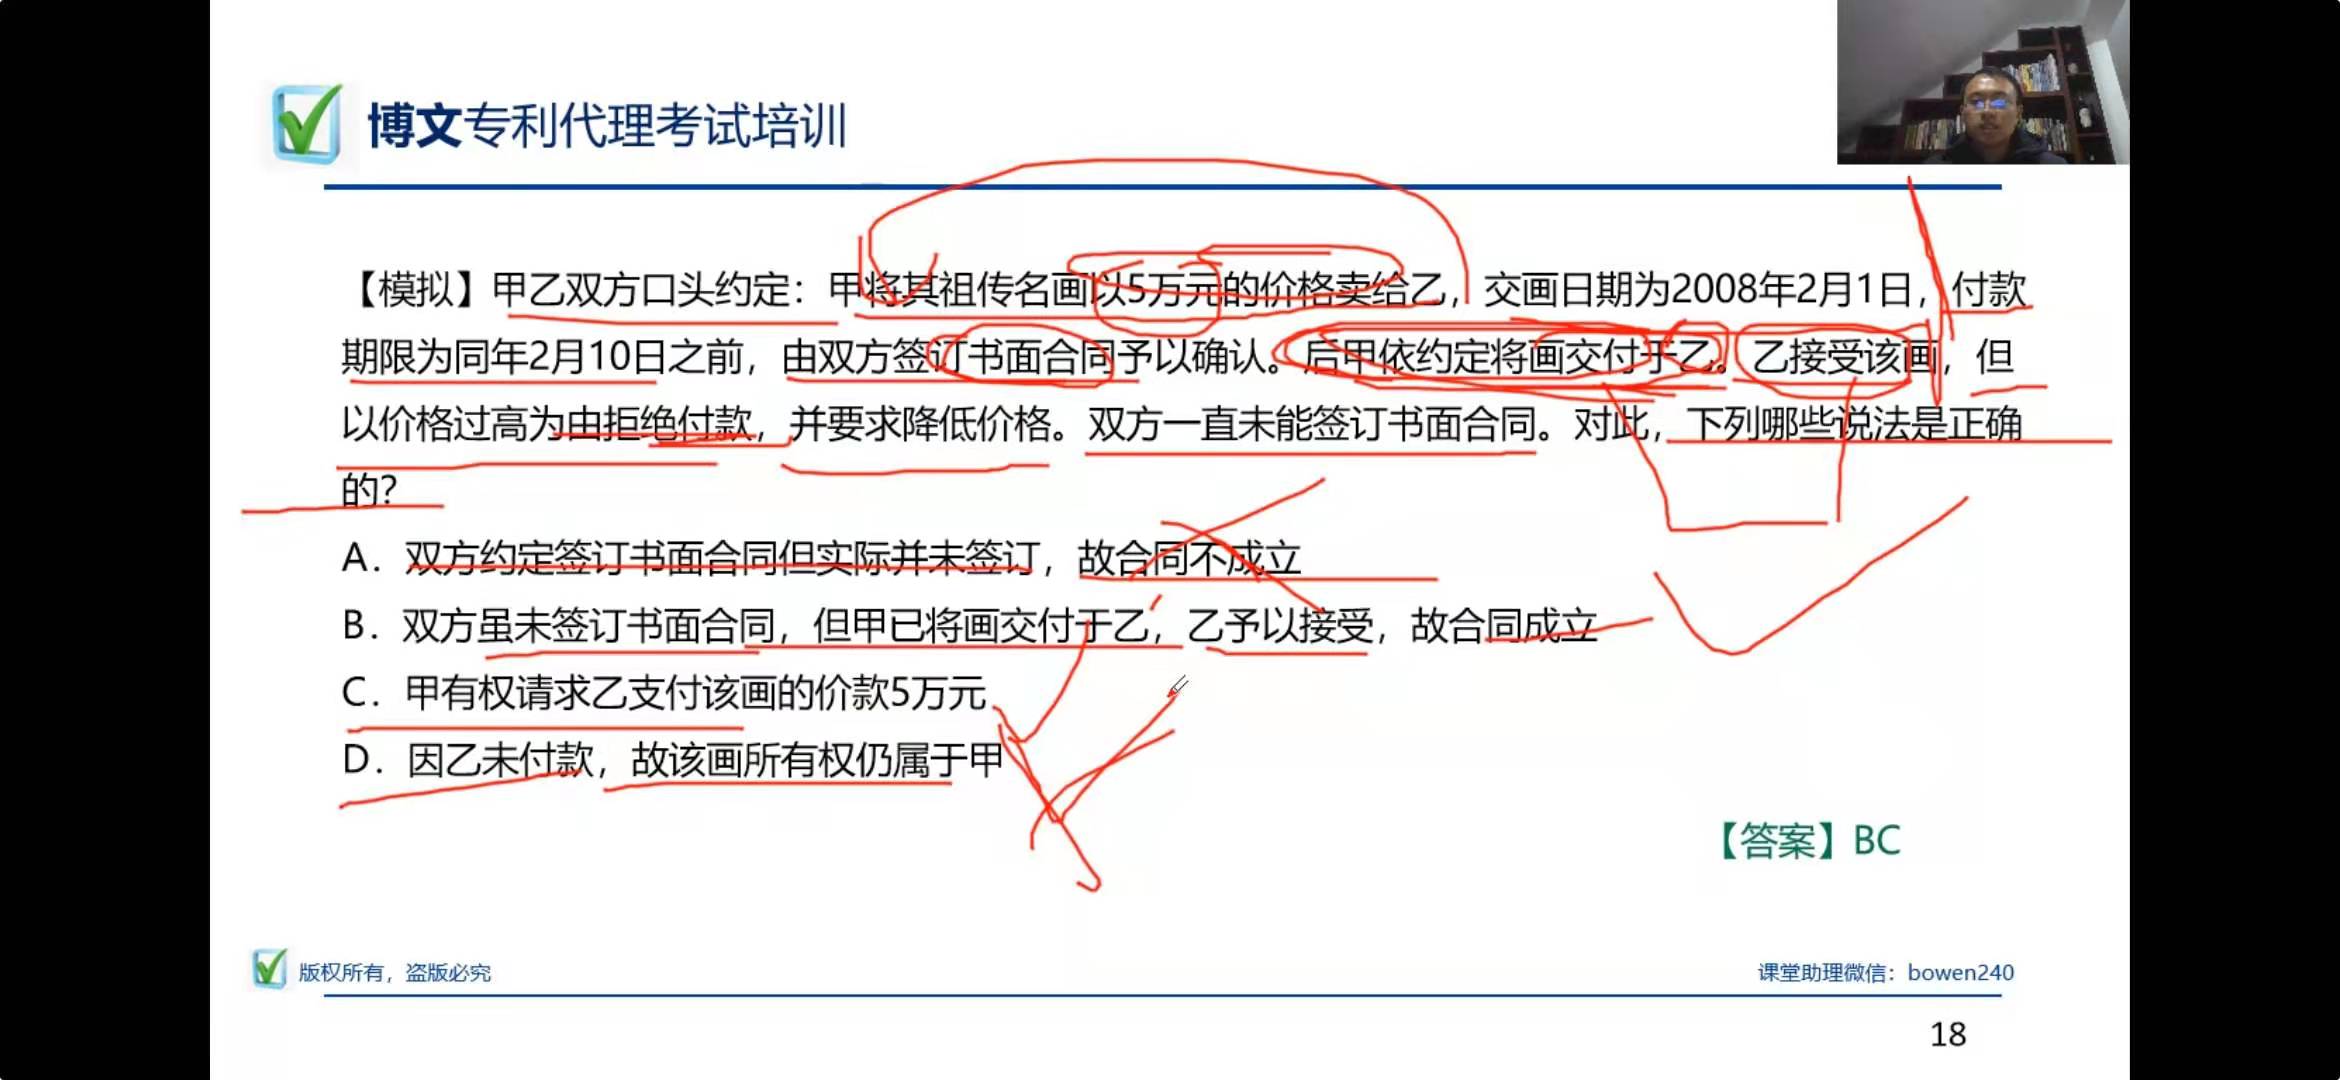 博文专利代理考试培训
【模拟】甲乙双方口头约定：甲将其祖传名画以5万元的价格卖给乙，交画日期为2008年2月1日，付款
期限为同年2月10日之前，由双方签订书面合同予以确认。后甲依约定将画交付于乙。乙接受该画，但
以价格过高为由拒绝付款，并要求降低价格。双方一直未能签订书面合同。对此，下列哪些说法是正确
的？
A．双方约定签订书面合同但实际并未签订，故合同不成立
B．双方虽未签订书面合同，但甲已将画交付于乙，乙予以接受，故合同成立
C．甲有权请求乙支付该画的价款5万元
D．因乙未付款，故该画所有权仍属于甲
【答案】BC
版权所有，盗版必究
课堂助理微信：bowen240
18